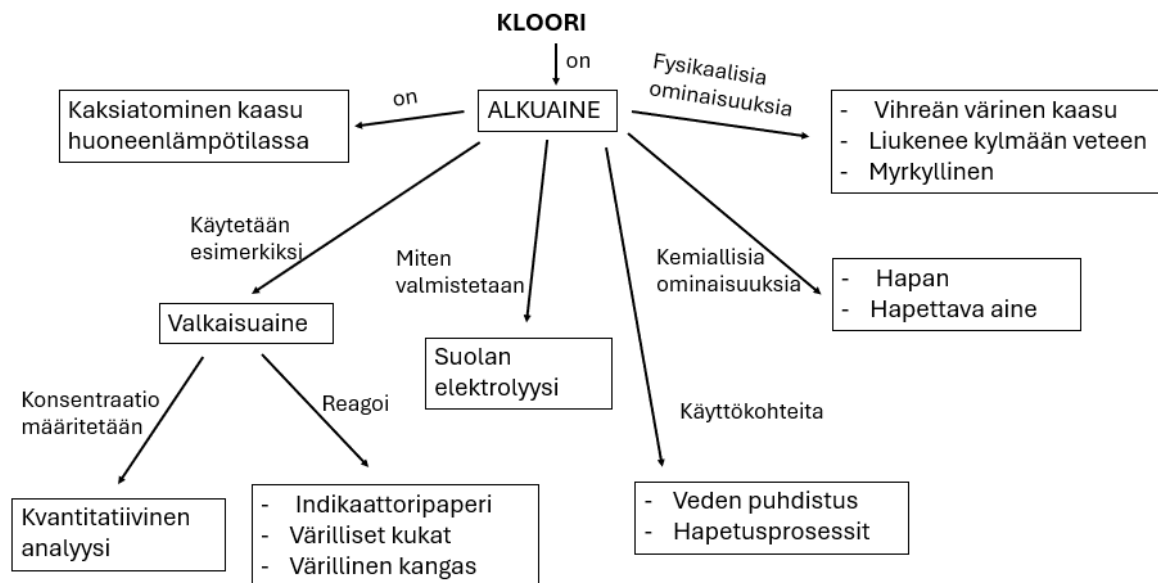 KLOORI
on
ALKUAINE
on
Kaksiatominen kaasu
huoneenlämpötilassa
Fysikaalisia
ominaisuuksia
- Vihreän värinen kaasu
- Liukenee kylmään veteen
- Myrkyllinen
Käytetään
esimerkiksi
Valkaisuaine
Miten
valmistetaan
Suolan
elektrolyysi
Kemiallisia
ominaisuuksia
- Hapan
- Hapettava aine
Konsentraatio
määritetään
Kvantitatiivinen
analyysi
Reagoi
- Indikaattoripaperi
- Värilliset kukat
- Värillinen kangas
Käyttökohteita
- Veden puhdistus
- Hapetusprosessit